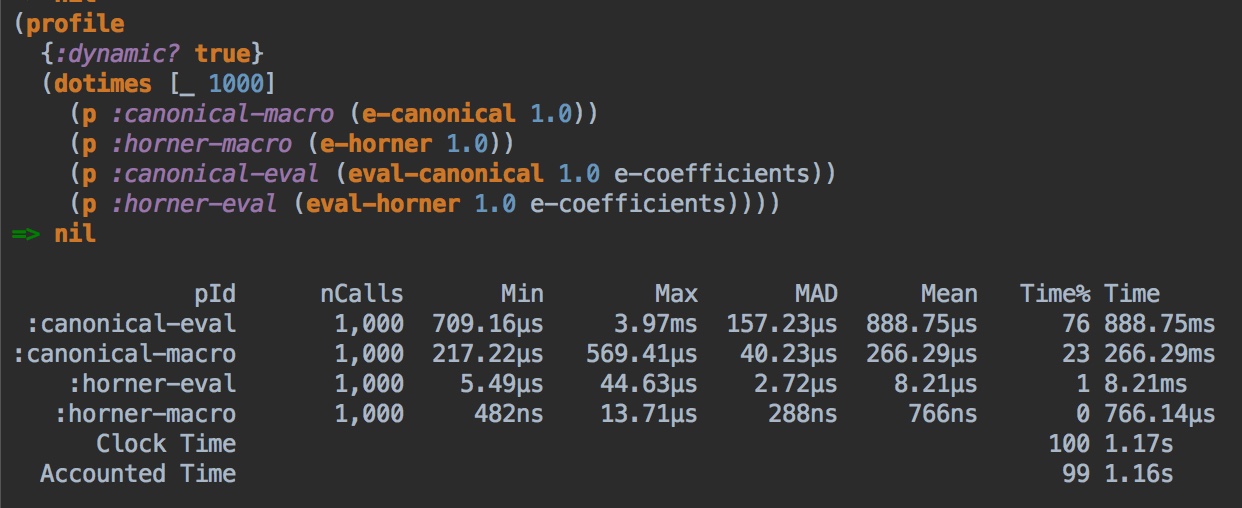 (profile
{:dynamic? true}
(dotimes [_ 1000]
(p :canonical-macro (e-canonical 1.0))
(p :horner-macro (e-horner 1.0))
(p :canonical-eval (eval-canonical 1.0 e-coefficients))
(p :horner-eval (eval-horner 1.0 e-coefficients))))
=> nil
pId nCalls Min Max MAD Mean Time% Time
:canonical-eval 1,000 709.16μs 3.97ms 157.23μs 888.75μs 76 888.75ms
:canonical-macro 1,000 217.22μs 569.41μs 40.23μs 266.29μs 23 266.29ms
:horner-eval 1,000 5.49μs 44.63μs 2.72μs 8.21μs 1 8.21ms
:horner-macro 1,000 482ns 13.71μs 288ns 766ns 0 766.14μs
Clock Time 100 1.17s
Accounted Time 99 1.16s